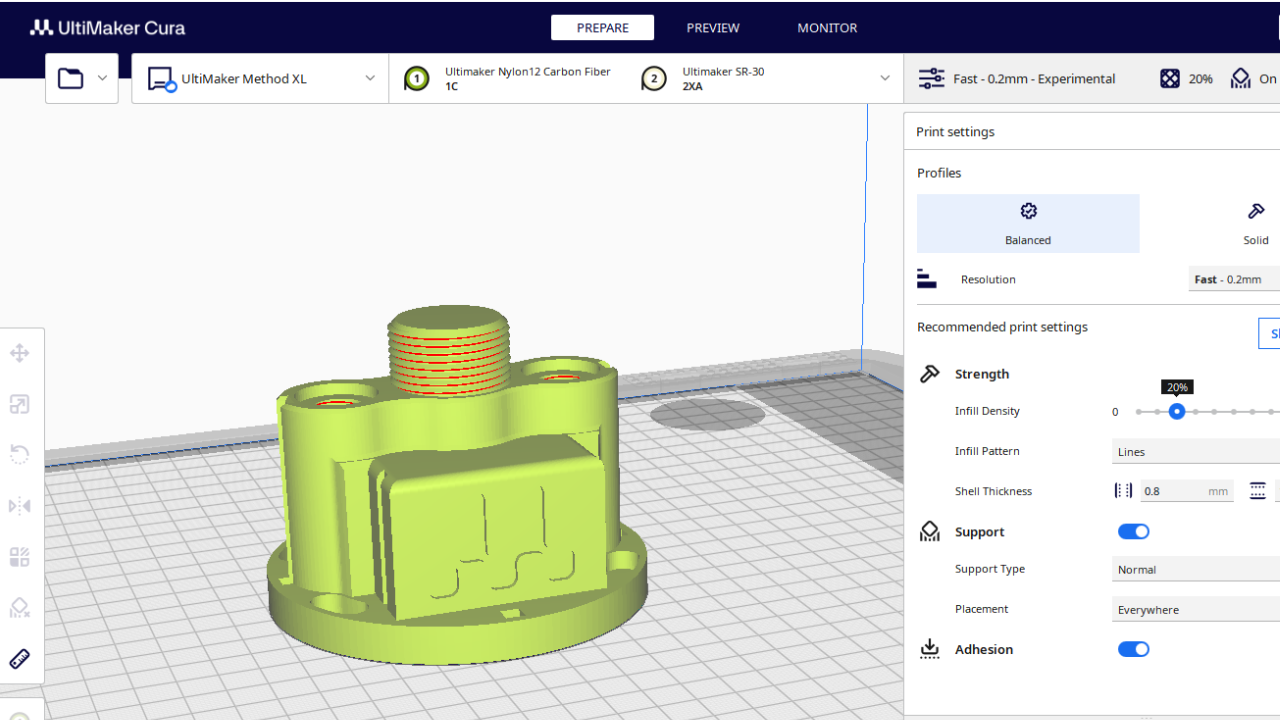 UltiMaker Cura
PREPARE
PREVIEW
MONITOR
UltiMaker Method XL
1
Ultimaker Nylon12 Carbon Fiber
1C
2
Ultimaker SR-30
2XA
Fast - 0.2mm - Experimental
20%
On
Print settings
Profiles
Balanced
Solid
Resolution
Fast - 0.2mm
Recommended print settings
Strength
20%
Infill Density
0
Infill Pattern
Lines
Shell Thickness
0.8 mm
Support
Support Type
Normal
Placement
Everywhere
Adhesion